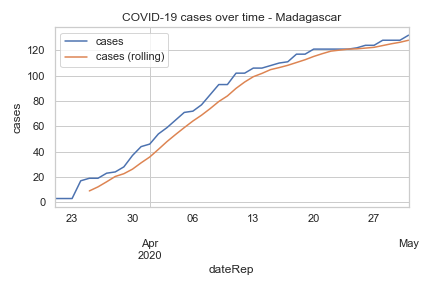 COVID-19 cases over time - Madagascar
cases
cases (rolling)
cases
120
100
80
60
40
20
0
23 30 06 13 20 27
Apr May
2020
dateRep